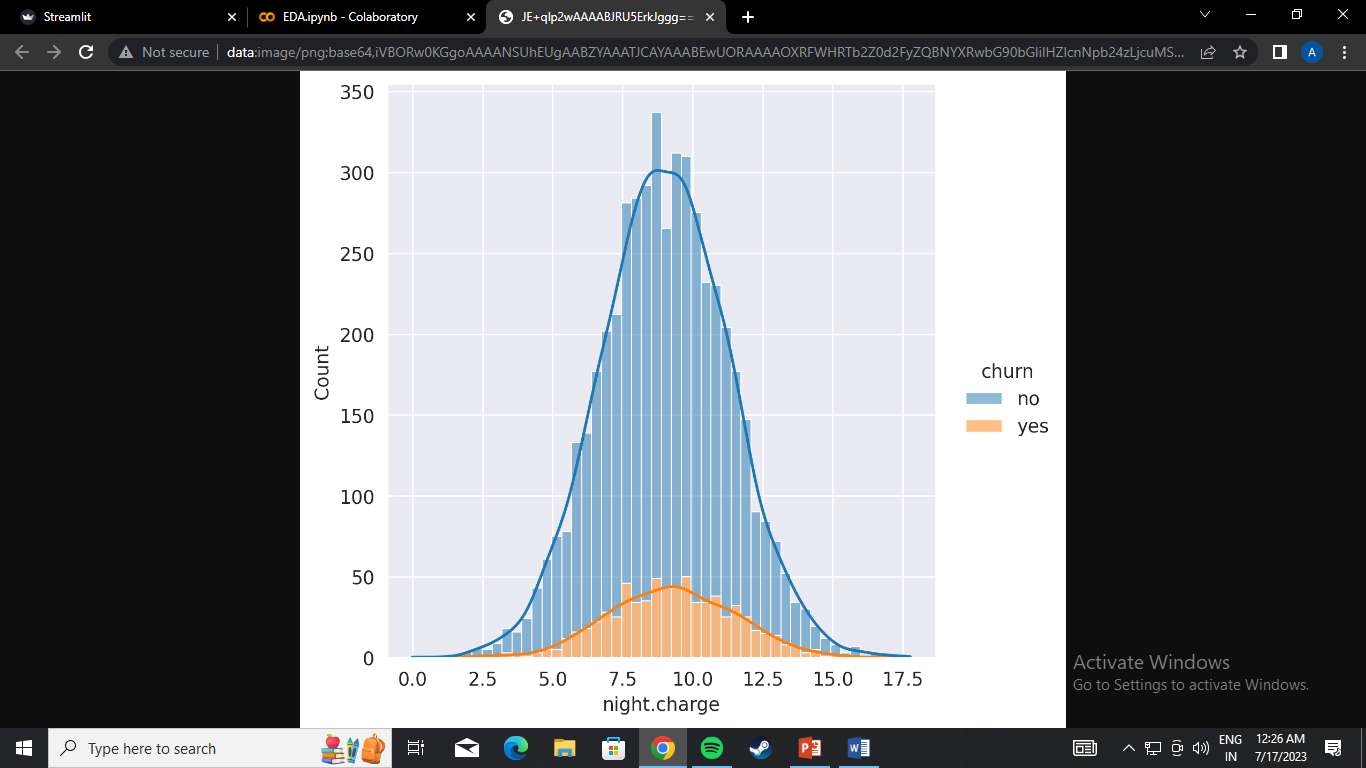 Streamlit
EDA.ipynb - Colaboratory
JE+qlp2wAAAABJRU5ErkJggg==
Not secure
data:image/png;base64,iVBORw0KGgoAAAANSUhEUgAABZYAAATJCAYAAABEwUORAAAAOXRFWHRTb2Z0d2FyZQBNYXRwbG90bGliIHZlcnNpb24zLjcuMS...
A
350
300
250
200
150
100
50
0
Count
0.0 2.5 5.0 7.5 10.0 12.5 15.0 17.5
night.charge
churn
no
yes
Activate Windows
Go to Settings to activate Windows.
Type here to search
ENG
IN
12:26 AM
7/17/2023